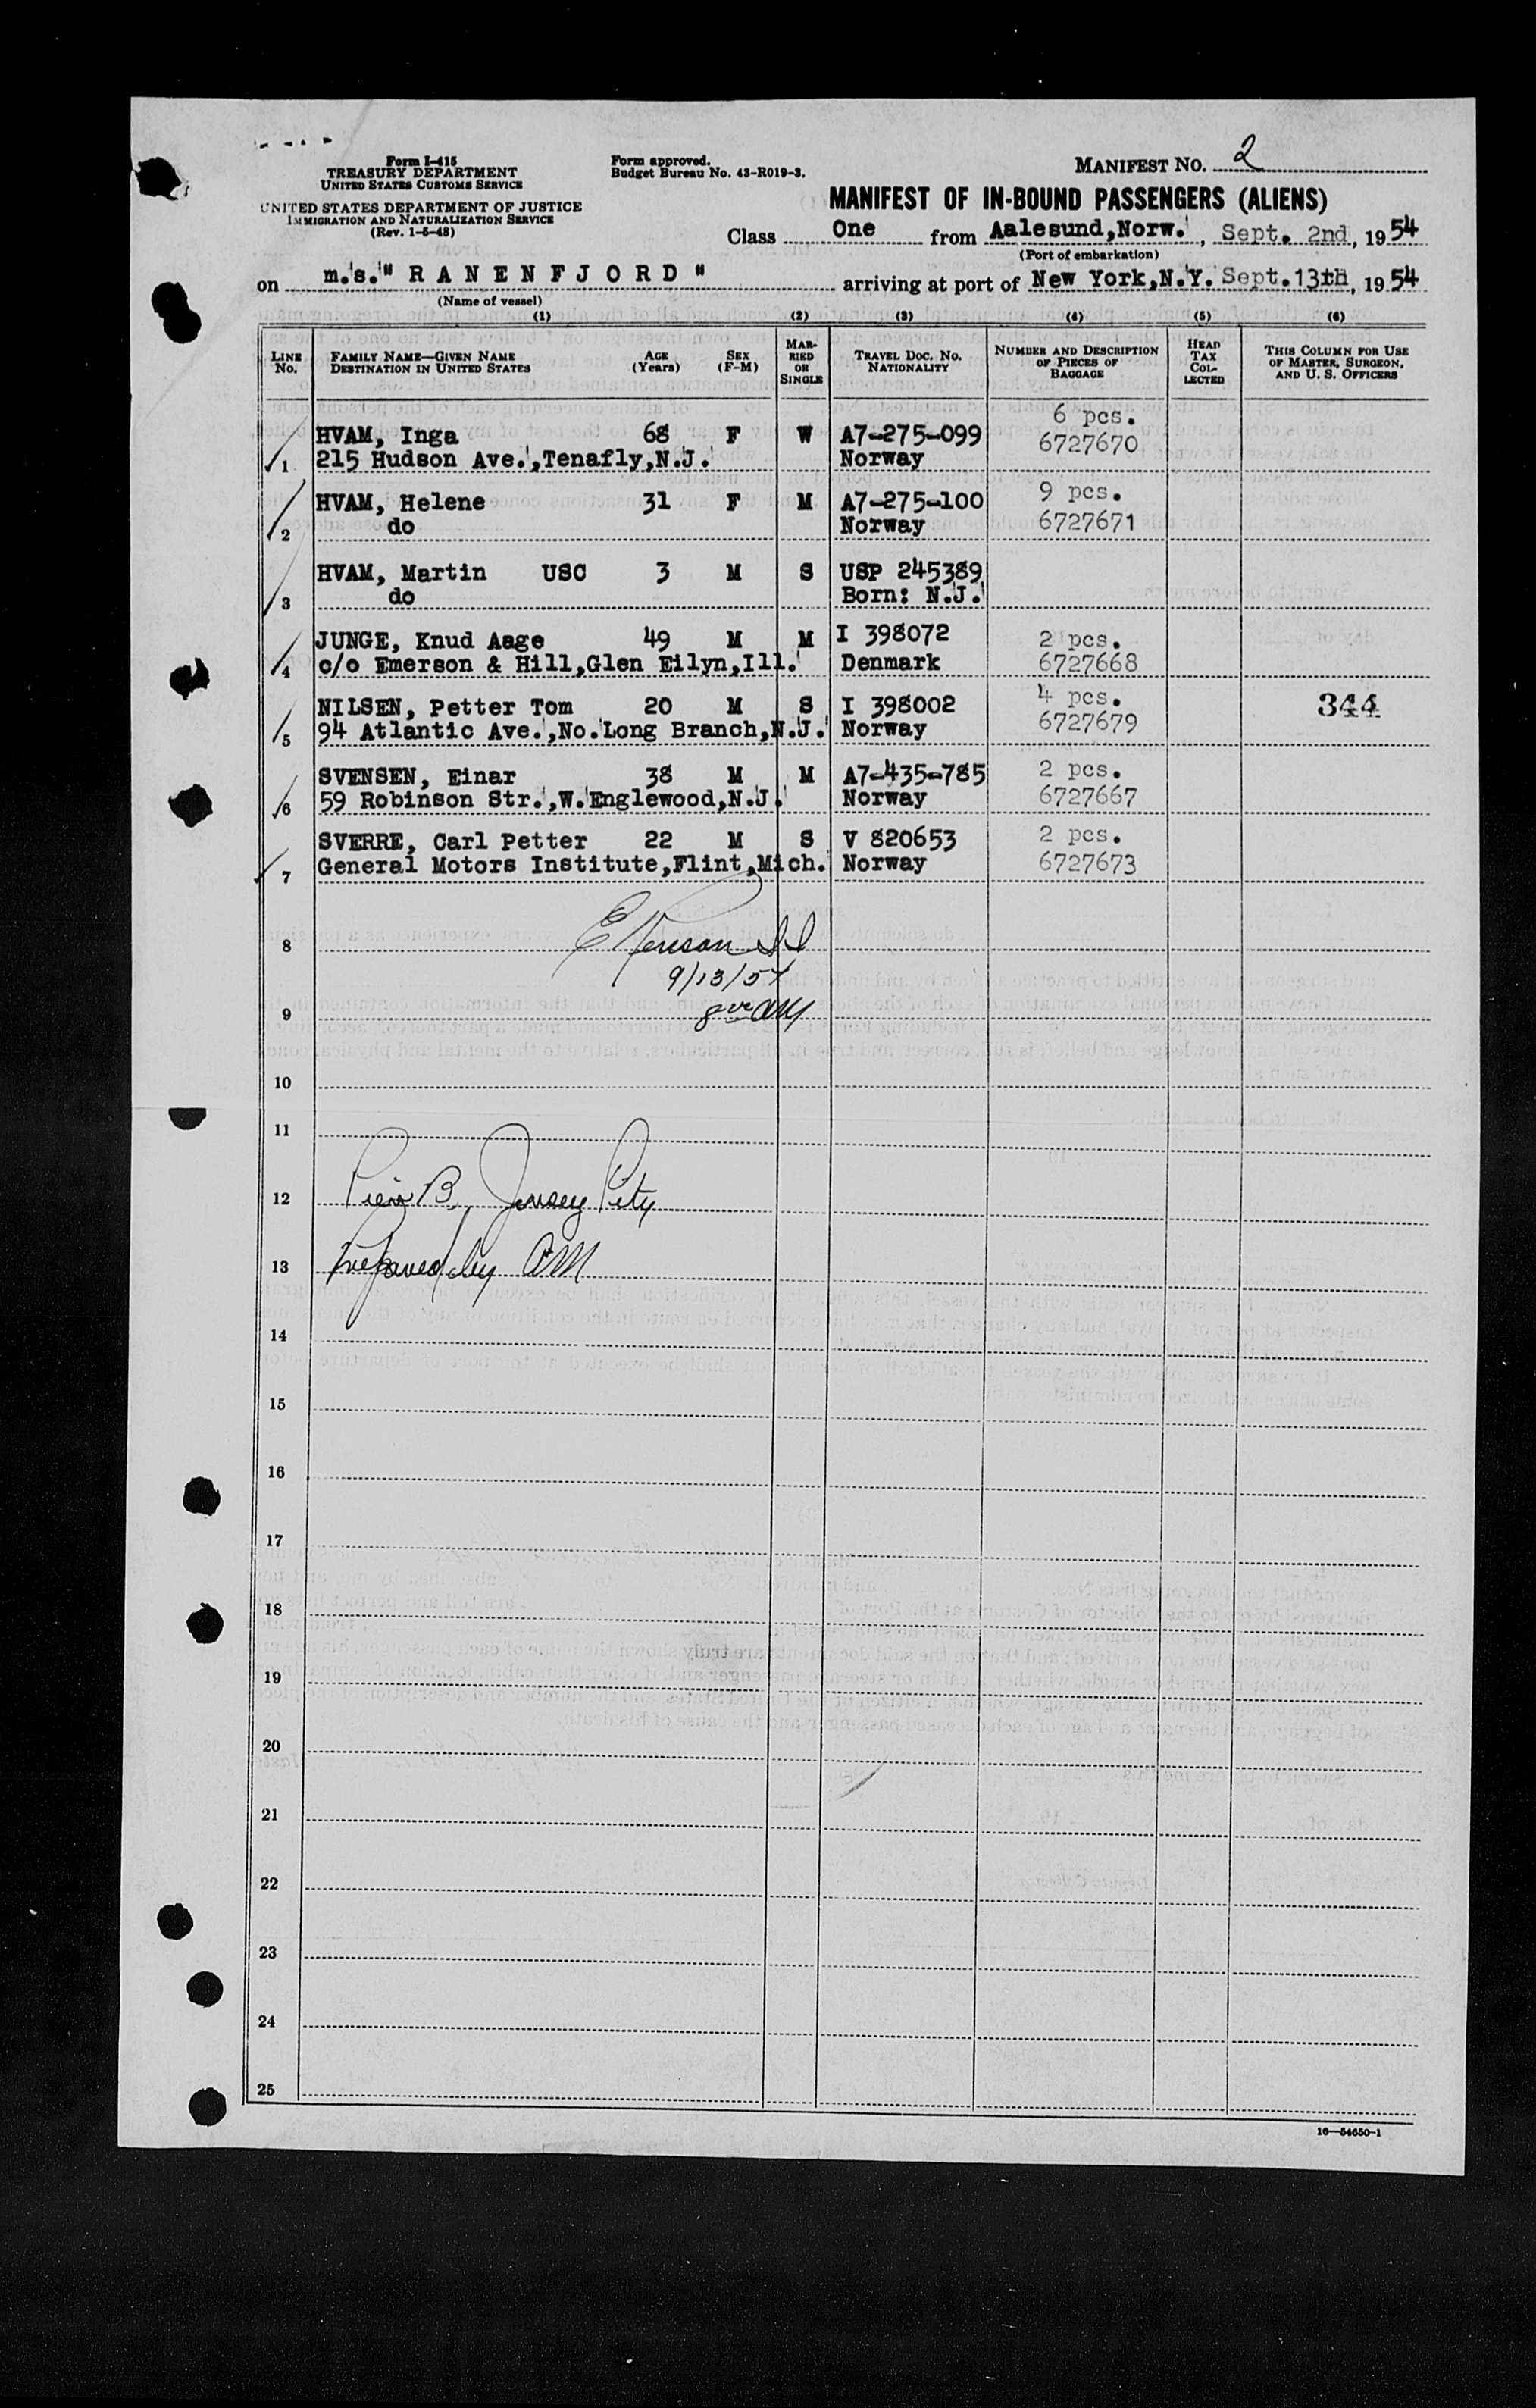 Form I-415
TREASURY DEPARTMENT
UNITED STATES CUSTOMS SERVICE
UNITED STATES DEPARTMENT OF JUSTICE
IMMIGRATION AND NATURALIZATION SERVICE
(Rev. 1-5-48)
Form approved.
Budget Bureau No. 43-R019-3.
MANIFEST NO. 2
MANIFEST OF IN-BOUND PASSENGERS (ALIENS)
Class One from Aalesund,Norw., Sept. 2nd, 1954
(Port of embarkation)
on m.s." R A N E N F J O R D " arriving at port of New York,N.Y. Sept.13th, 1954
(Name of vessel)
(1) (2) (3) (4) (5) (6)
LINE No. FAMILY NAME—GIVEN NAME DESTINATION IN UNITED STATES AGE (Years) SEX (F-M) MARRIED OR SINGLE TRAVEL DOC. NO. NATIONALITY NUMBER AND DESCRIPTION OF PIECES OF BAGGAGE HEAD TAX COLLECTED THIS COLUMN FOR USE OF MASTER, SURGEON, AND U. S. OFFICERS
HVAM, Inga 68 F W A7-275-099 6 pcs.
1 215 Hudson Ave.,Tenafly,N.J. Norway 6727670
HVAM, Helene 31 F M A7-275-100 9 pcs.
2 do Norway 6727671
HVAM, Martin USC 3 M S USP 245389
3 do Born: N.J.
JUNGE, Knud Aage 49 M M I 398072 2 pcs.
4 c/o Emerson & Hill,Glen Eilyn,Ill. Denmark 6727668
NILSEN, Petter Tom 20 M S I 398002 4 pcs. 344
5 94 Atlantic Ave.,No.Long Branch,N.J. Norway 6727679
SVENSEN, Einar 38 M M A7-435-785 2 pcs.
6 59 Robinson Str.,W.Englewood,N.J. Norway 6727667
SVERRE, Carl Petter 22 M S V 820653 2 pcs.
7 General Motors Institute,Flint,Mich. Norway 6727673
8
9/13/54
9 AM
10
11
12 Pier B, Jersey City
13 Prepared by
14
15
16
17
18
19
20
21
22
23
24
25
16—54650-1